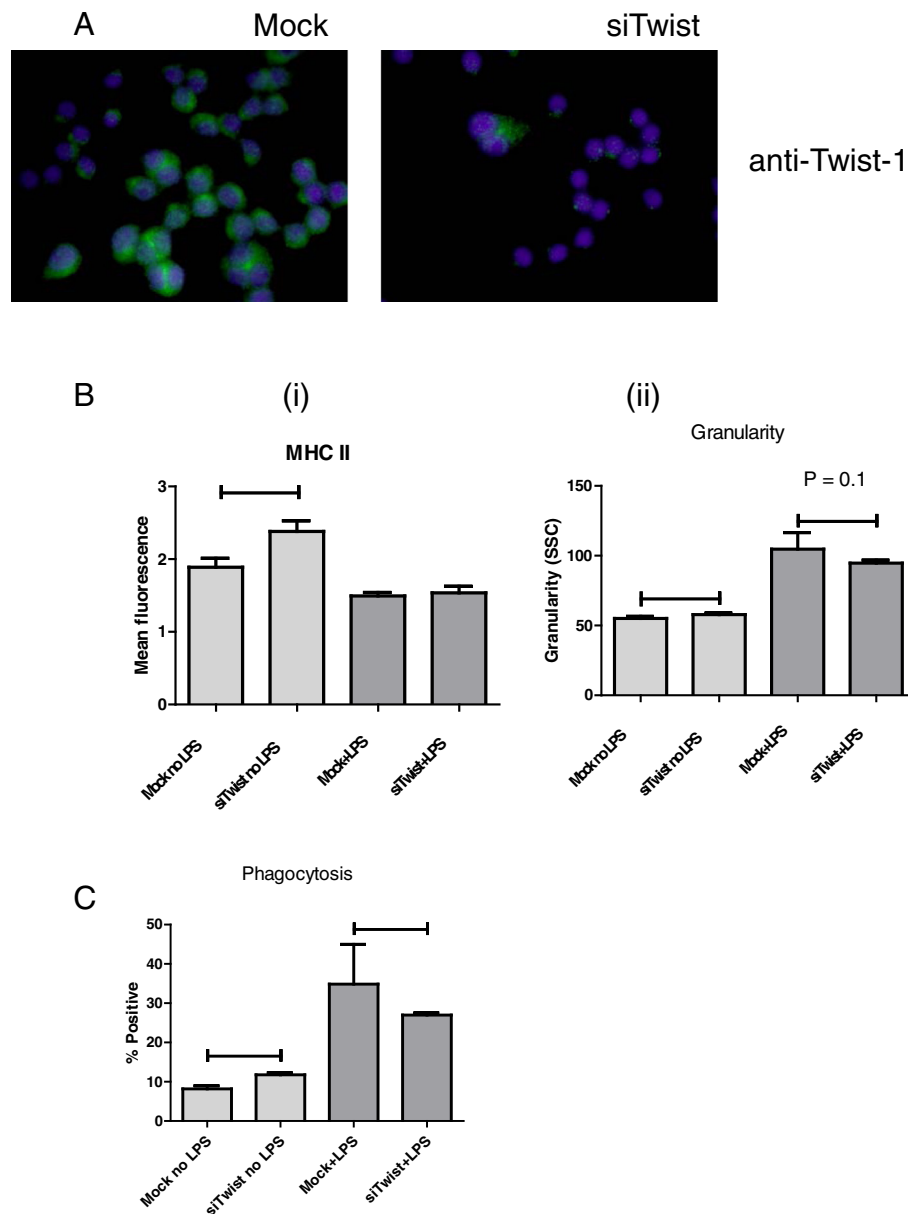 A Mock siTwist
anti-Twist-1
B (i) (ii)
MHC II
3
2
1
0
Mean fluorescence
Mock no LPS
siTwist no LPS
Mock+LPS
siTwist+LPS
Granularity
P = 0.1
150
100
50
0
Granularity (SSC)
Mock no LPS
siTwist no LPS
Mock+LPS
siTwist+LPS
C
Phagocytosis
50
40
30
20
10
0
% Positive
Mock no LPS
siTwist no LPS
Mock+LPS
siTwist+LPS